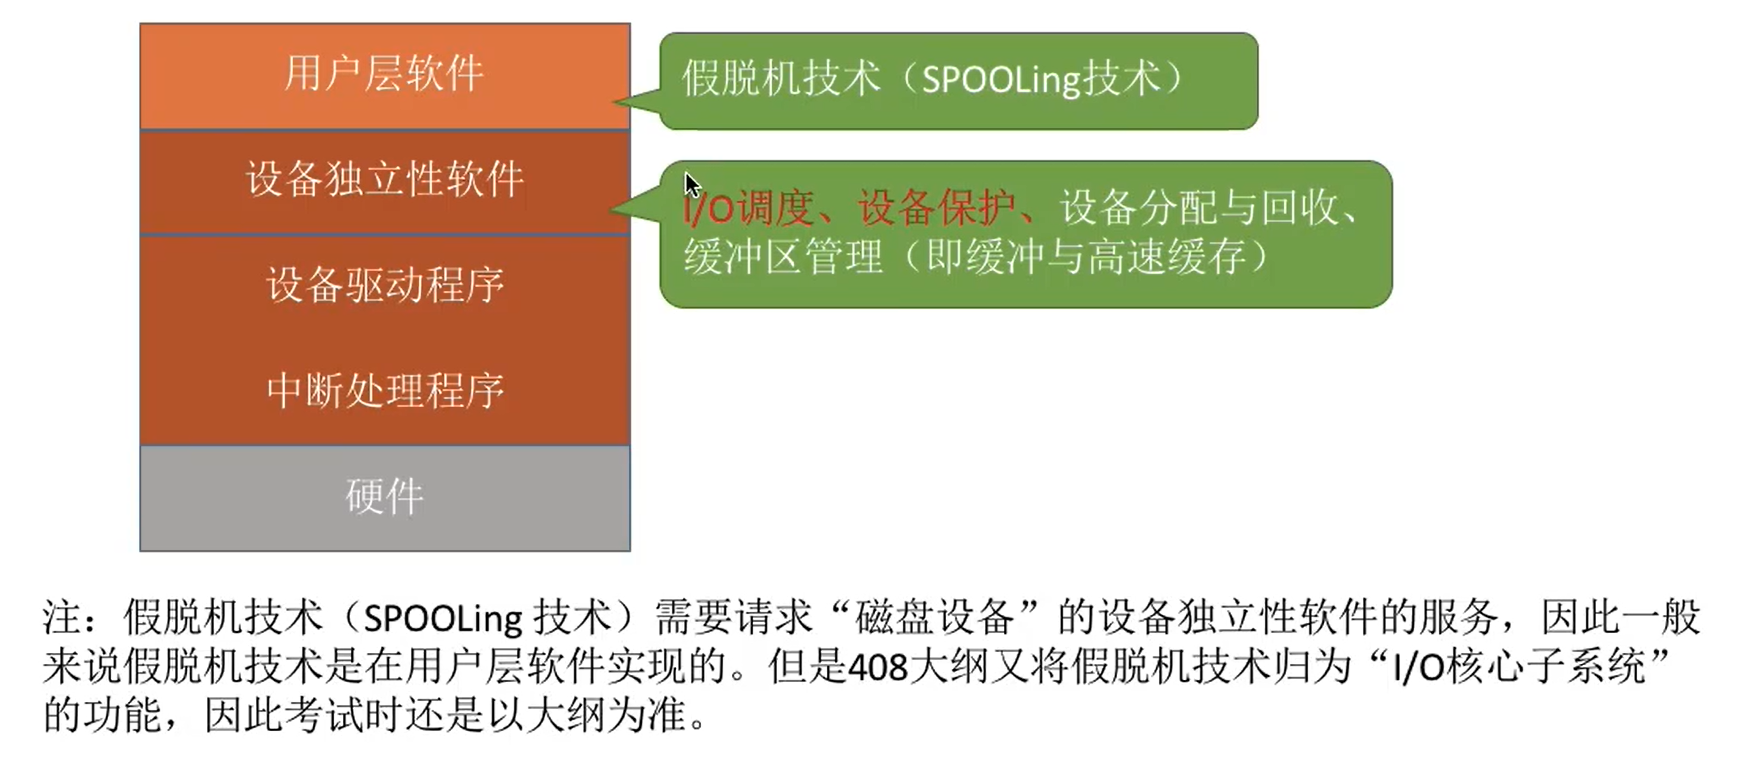 用户层软件
假脱机技术（SPOOLing技术）
设备独立性软件
I/O调度、设备保护、设备分配与回收、
缓冲区管理（即缓冲与高速缓存）
设备驱动程序
中断处理程序
硬件
注：假脱机技术（SPOOLing 技术）需要请求“磁盘设备”的设备独立性软件的服务，因此一般
来说假脱机技术是在用户层软件实现的。但是408大纲又将假脱机技术归为“I/O核心子系统”
的功能，因此考试时还是以大纲为准。